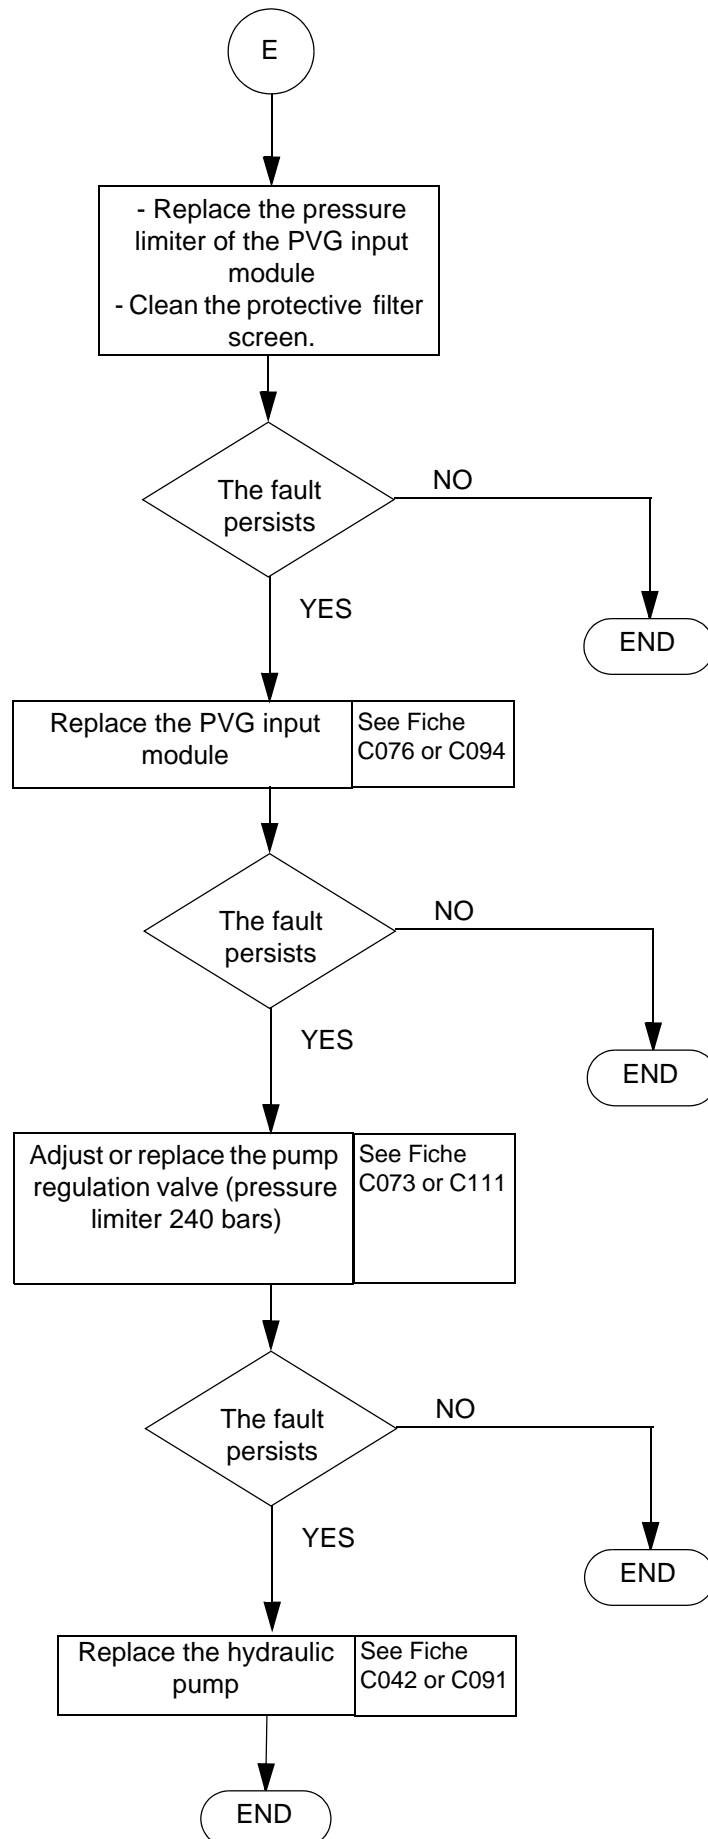 E
- Replace the pressure
limiter of the PVG input
module
- Clean the protective filter
screen.
The fault
persists
NO
YES
END
Replace the PVG input
module
See Fiche
C076 or C094
The fault
persists
NO
YES
END
Adjust or replace the pump
regulation valve (pressure
limiter 240 bars)
See Fiche
C073 or C111
The fault
persists
NO
YES
END
Replace the hydraulic
pump
See Fiche
C042 or C091
END